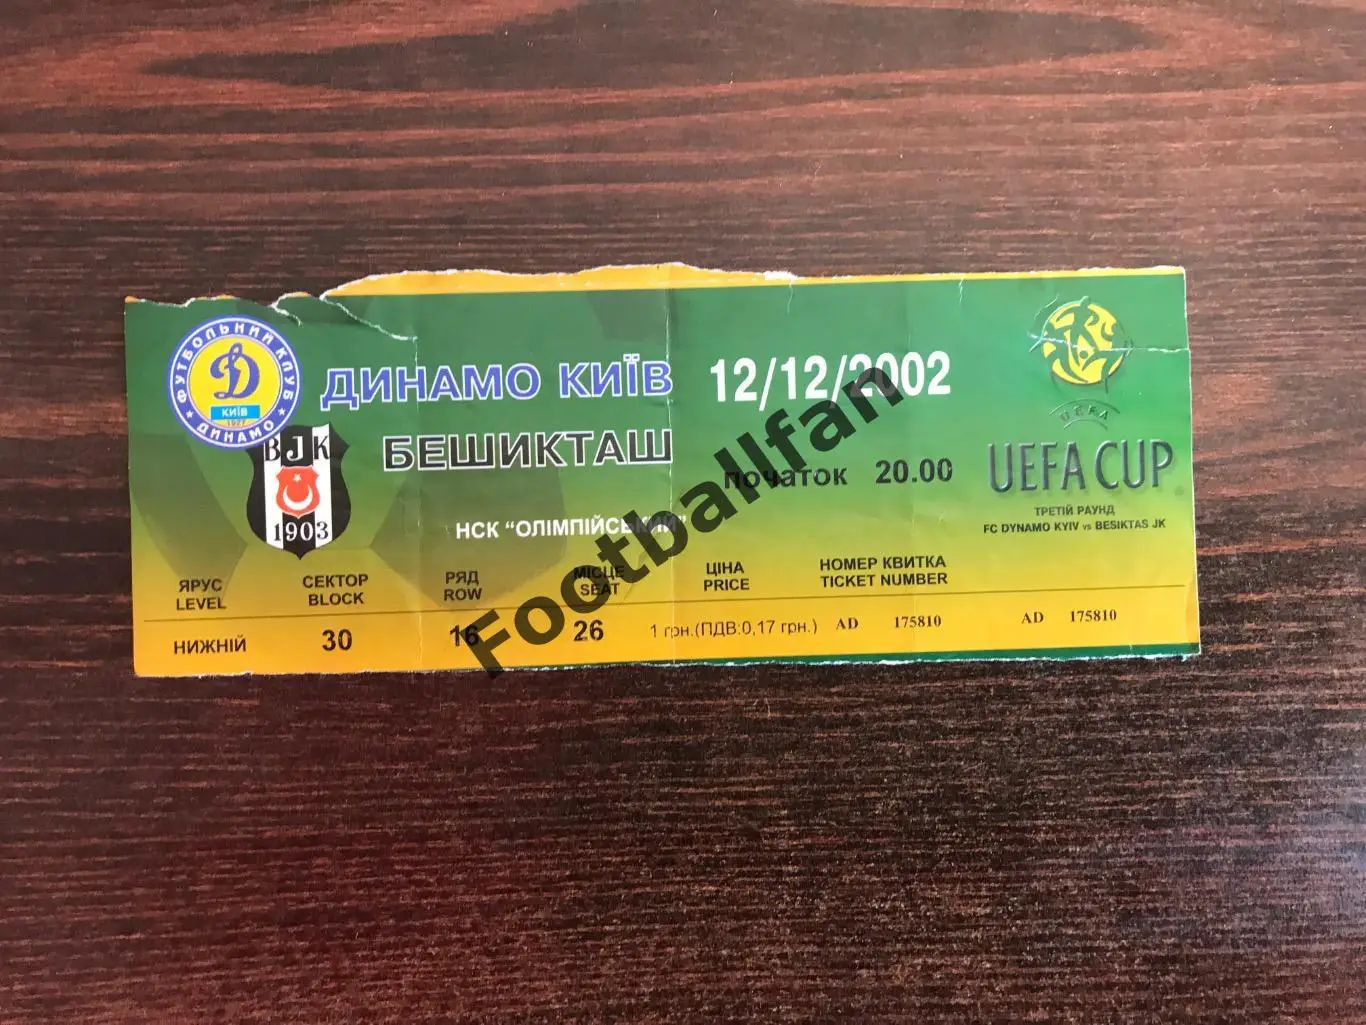 ФУТБОЛЬНИЙ КЛУБ
ДИНАМО
Д
КИЇВ
1927
ДИНАМО КИЇВ 12/12/2002
BJK
БЕШИКТАШ
1903
початок 20.00
НСК "ОЛІМПІЙСЬКИЙ"
UEFA
UEFA CUP
ТРЕТІЙ РАУНД
FC DYNAMO KYIV vs BESIKTAS JK
ЯРУС СЕКТОР РЯД МІСЦЕ ЦІНА НОМЕР КВИТКА
LEVEL BLOCK ROW SEAT PRICE TICKET NUMBER
НИЖНІЙ 30 16 26 1 грн.(ПДВ:0,17 грн.) AD 175810 AD 175810
Footballfan